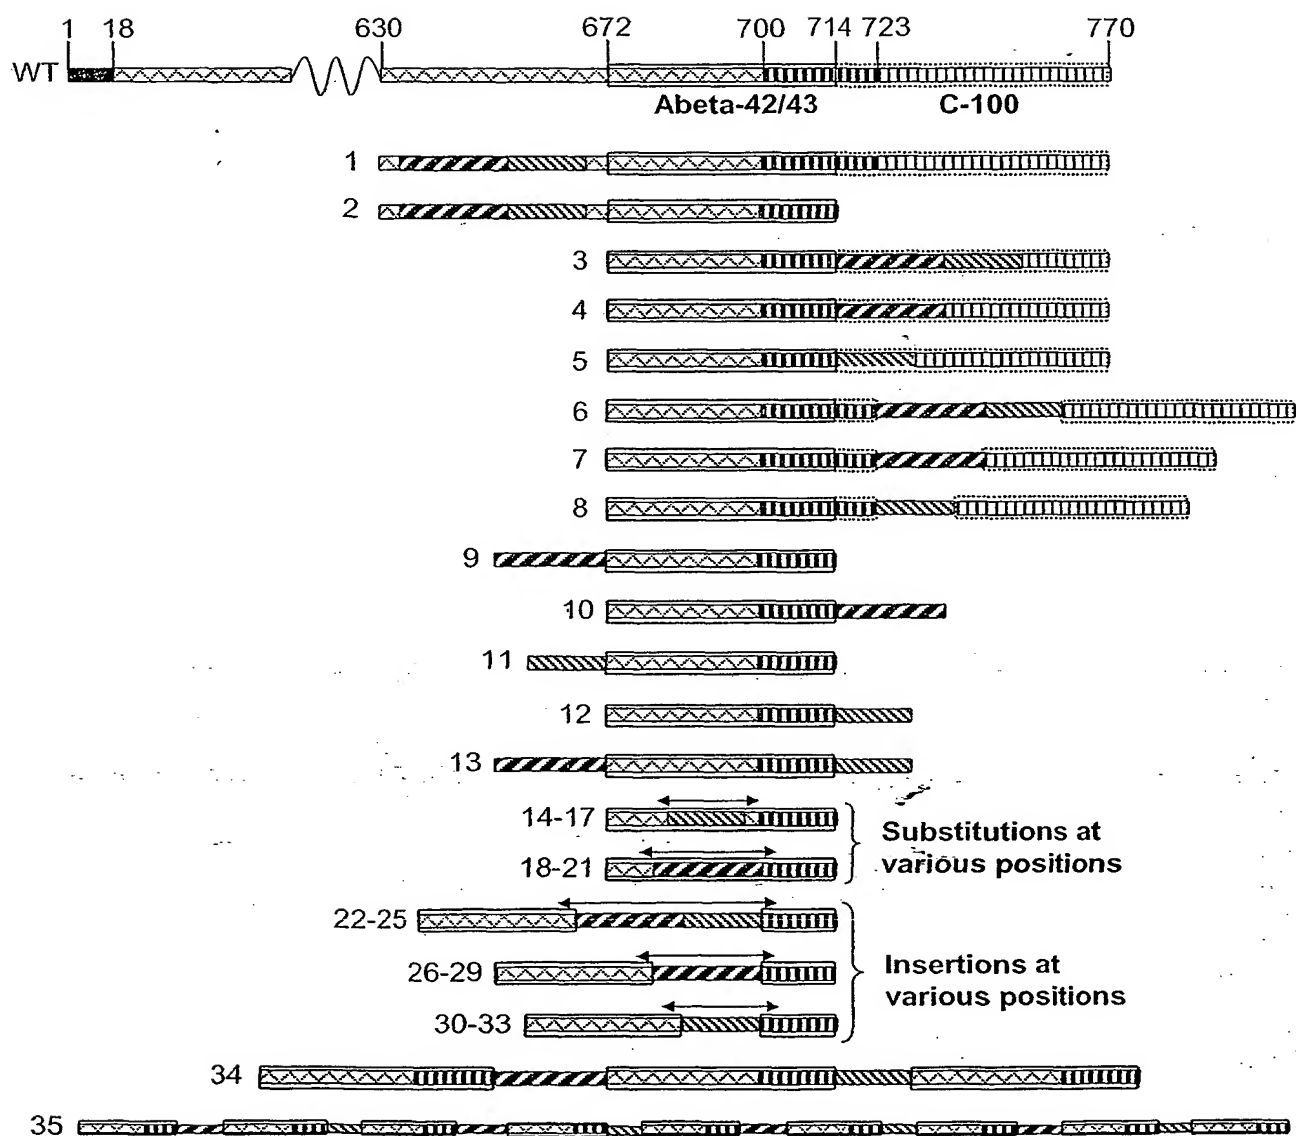 1 18 630 672 700 714 723 770
WT
Abeta-42/43 C-100
1
2
3
4
5
6
7
8
9
10
11
12
13
14-17
18-21
Substitutions at
various positions
22-25
26-29
30-33
Insertions at
various positions
34
35